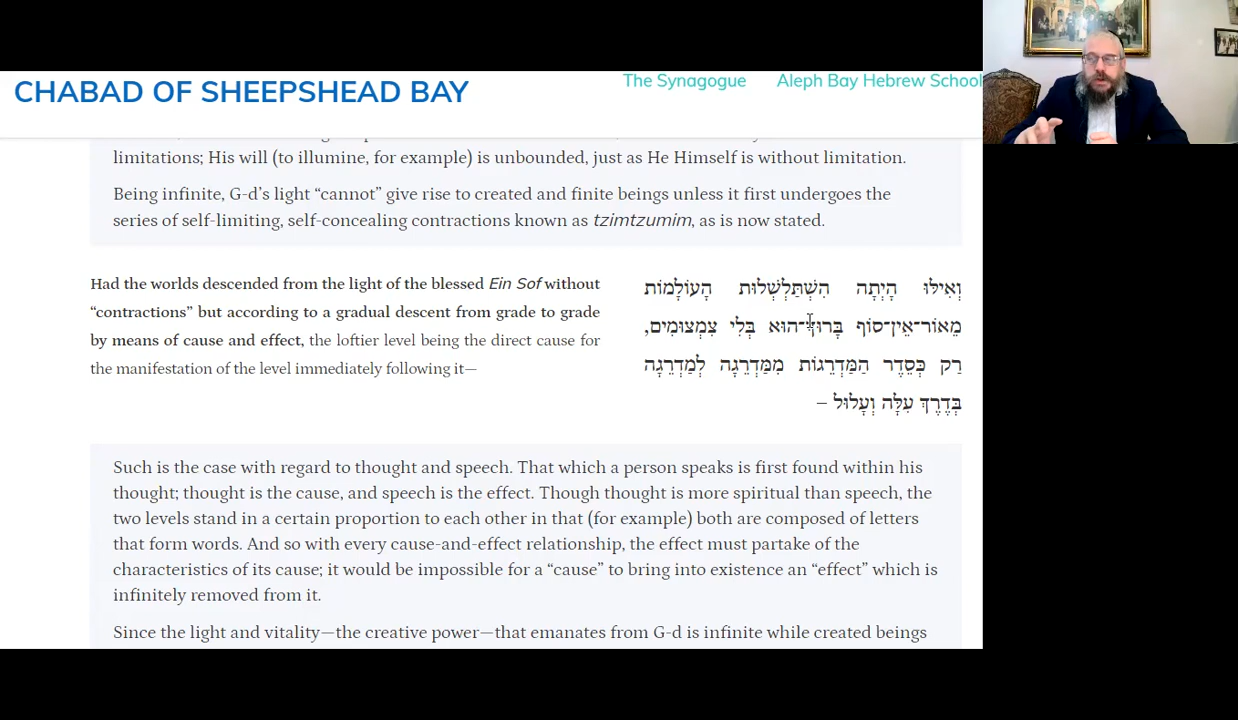 CHABAD OF SHEEPSHEAD BAY
The Synagogue
Aleph Bay Hebrew School
limitations; His will (to illumine, for example) is unbounded, just as He Himself is without limitation.
Being infinite, G-d’s light “cannot” give rise to created and finite beings unless it first undergoes the
series of self-limiting, self-concealing contractions known as tzimtzumim, as is now stated.
Had the worlds descended from the light of the blessed Ein Sof without
“contractions” but according to a gradual descent from grade to grade
by means of cause and effect, the loftier level being the direct cause for
the manifestation of the level immediately following it—
וְאִילּוּ הָיְתָה הִשְׁתַּלְשְׁלוּת הָעוֹלָמוֹת
מֵאוֹר־אֵין־סוֹף בָּרוּךְ־הוּא בְּלִי צִמְצוּמִים,
רַק כְּסֵדֶר הַמַּדְרֵגוֹת מִמַּדְרֵגָה לְמַדְרֵגָה
בְּדֶרֶךְ עִלָּה וְעָלוּל –
Such is the case with regard to thought and speech. That which a person speaks is first found within his
thought; thought is the cause, and speech is the effect. Though thought is more spiritual than speech, the
two levels stand in a certain proportion to each other in that (for example) both are composed of letters
that form words. And so with every cause-and-effect relationship, the effect must partake of the
characteristics of its cause; it would be impossible for a “cause” to bring into existence an “effect” which is
infinitely removed from it.
Since the light and vitality—the creative power—that emanates from G-d is infinite while created beings